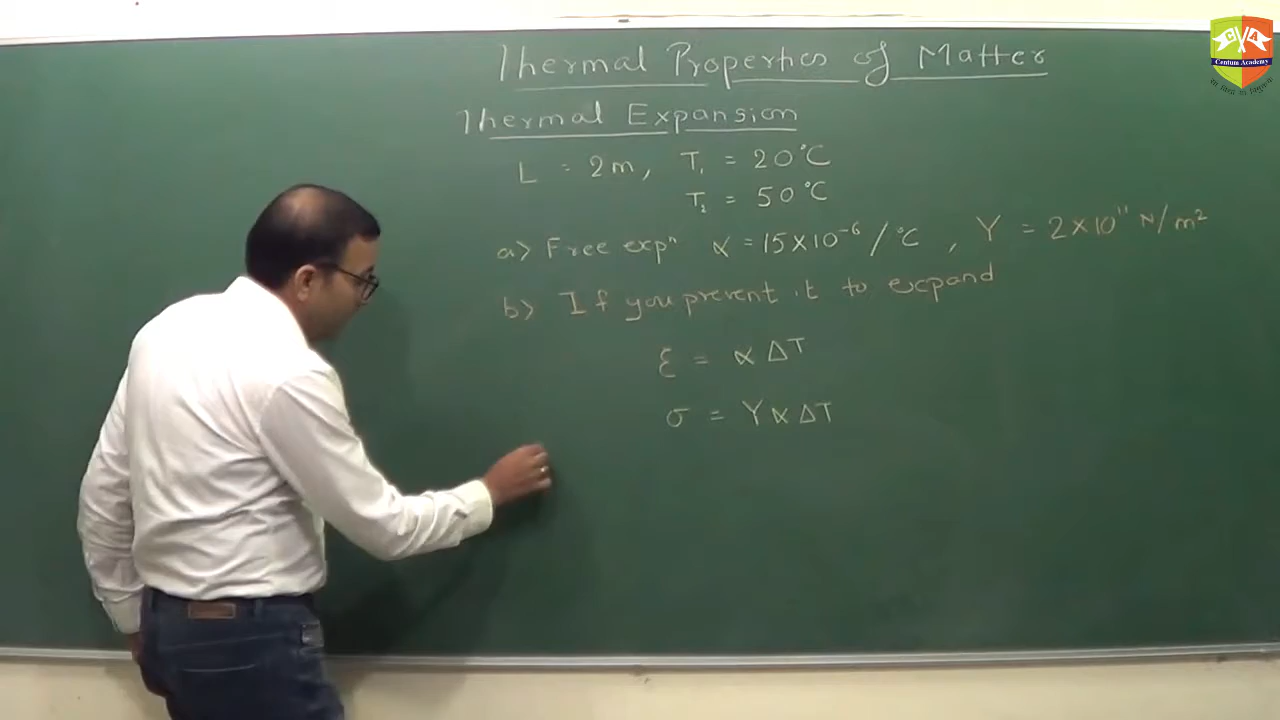 Thermal Properties of Matter
Thermal Expansion
L = 2m, T₁ = 20°C
T₂ = 50°C
a) Free expⁿ α = 15×10⁻⁶ /°C , Y = 2×10¹¹ N/m²
b) If you prevent it to expand
ε = α ΔT
σ = Y α ΔT
C A
Centum Academy